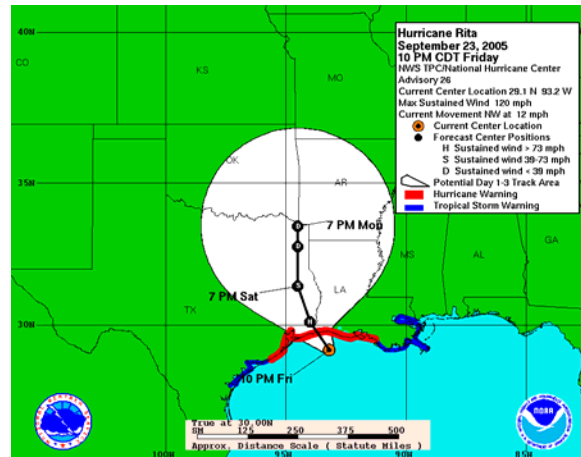 Hurricane Rita
September 23, 2005
10 PM CDT Friday
NWS TPC/National Hurricane Center
Advisory 26
Current Center Location 29.1 N 93.2 W
Max Sustained Wind 120 mph
Current Movement NW at 12 mph
Current Center Location
Forecast Center Positions
H Sustained wind > 73 mph
S Sustained wind 39-73 mph
D Sustained wind < 39 mph
Potential Day 1-3 Track Area
Hurricane Warning
Tropical Storm Warning
40N
CO
KS
MO
35N
OK
AR
D
7 PM Mon
D
MS
AL
GA
7 PM Sat
S
LA
TX
30N
H
10 PM Fri
True at 30.00N
SM 125 250 375 500
Approx. Distance Scale ( Statute Miles )
100W
95W
90W
85W
NOAA